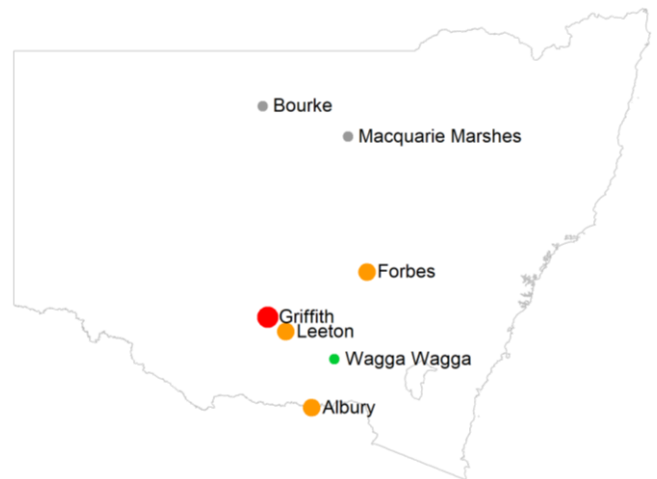 Bourke
Macquarie Marshes
Forbes
Griffith
Leeton
Wagga Wagga
Albury